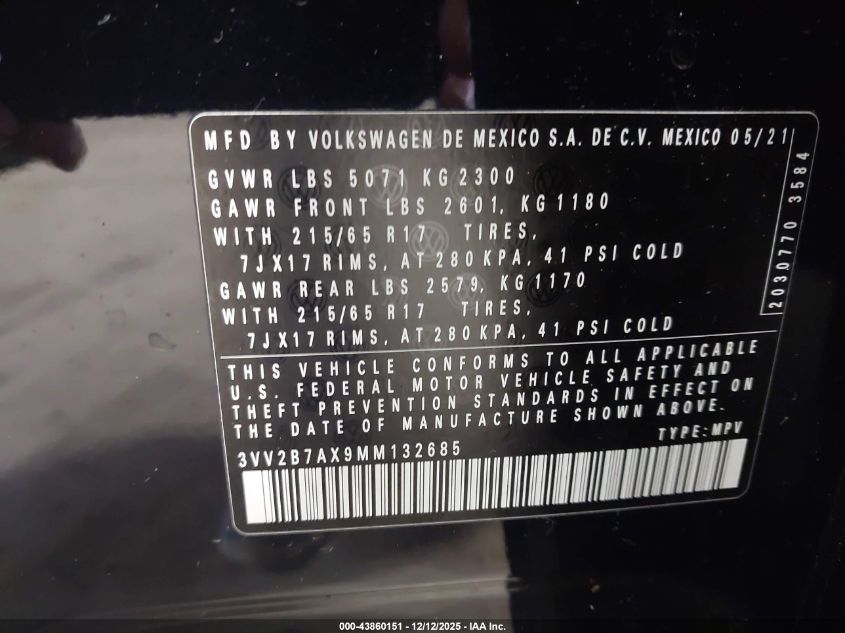 MFD BY VOLKSWAGEN DE MEXICO S.A. DE C.V. MEXICO 05/21
GVWR LBS 5071 KG 2300
GAWR FRONT LBS 2601, KG 1180
WITH 215/65 R17 TIRES,
7JX17 RIMS, AT 280 KPA, 41 PSI COLD
GAWR REAR LBS 2579, KG 1170
WITH 215/65 R17 TIRES,
7JX17 RIMS, AT 280 KPA, 41 PSI COLD
2030770 3584
THIS VEHICLE CONFORMS TO ALL APPLICABLE
U.S. FEDERAL MOTOR VEHICLE SAFETY AND
THEFT PREVENTION STANDARDS IN EFFECT ON
THE DATE OF MANUFACTURE SHOWN ABOVE.
TYPE: MPV
3VV2B7AX9MM132685
000-43860151 - 12/12/2025 - IAA Inc.